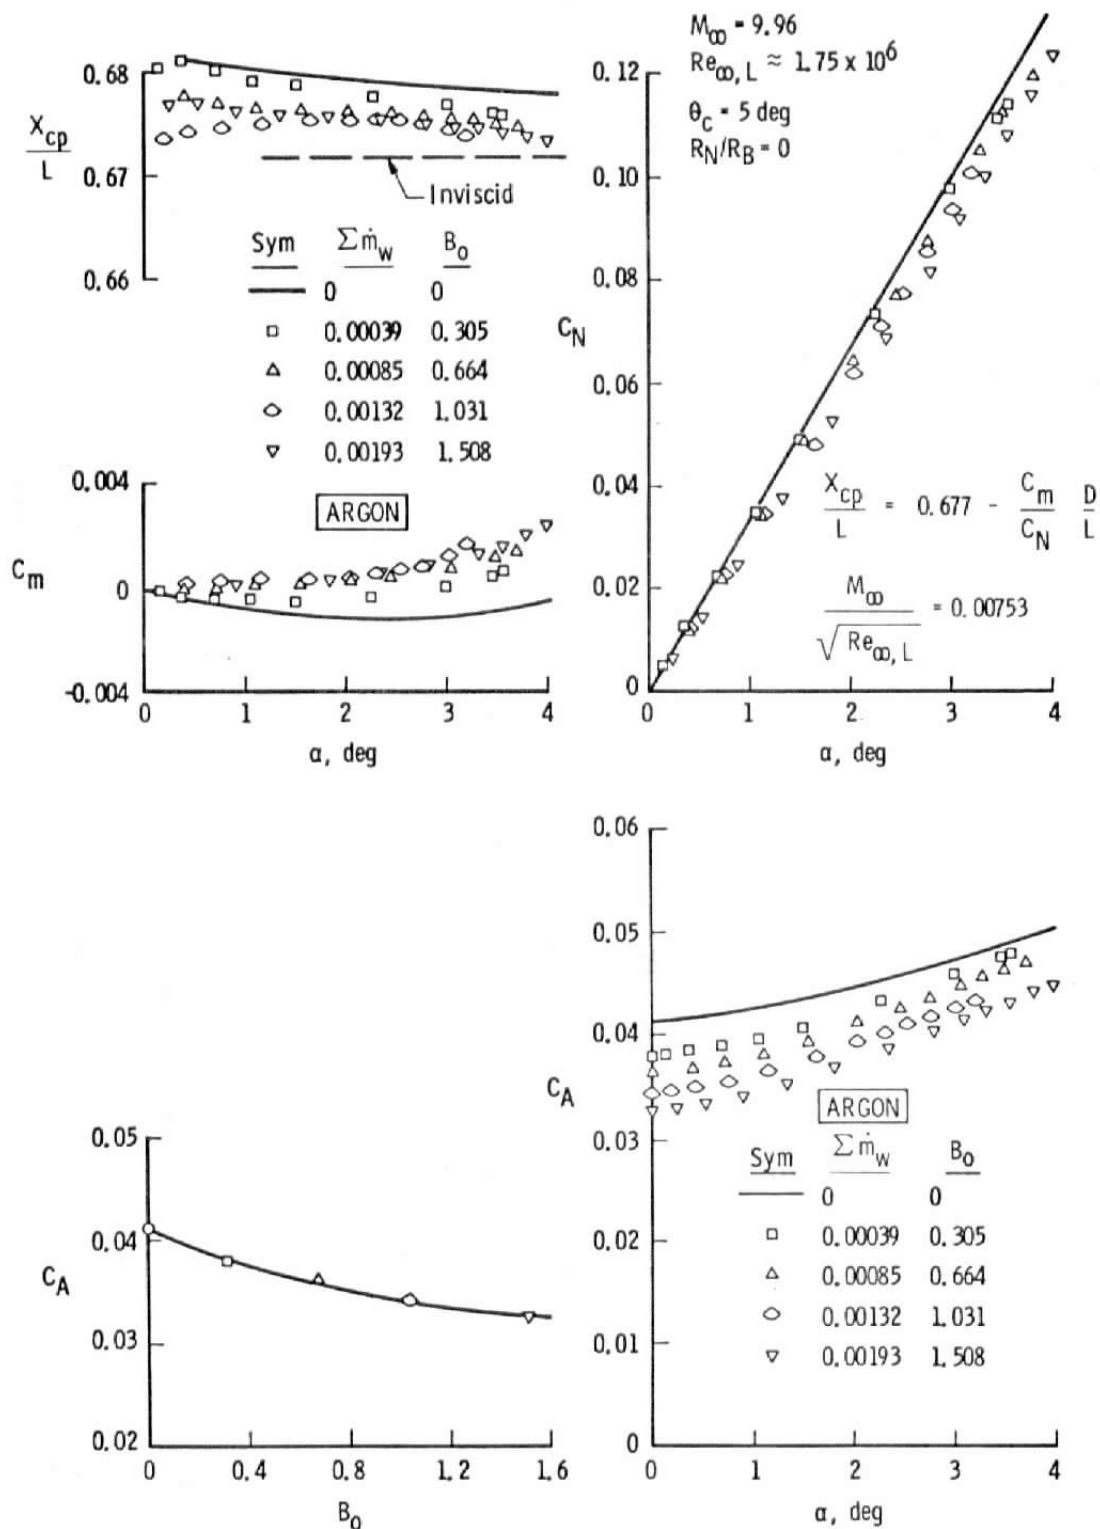 M∞ = 9.96
Re∞,L ≈ 1.75 x 10⁶
θc = 5 deg
RN/RB = 0
Xcp
L
0.68
0.67
0.66
Inviscid
Sym Σṁw Bo
0 0
0.00039 0.305
0.00085 0.664
0.00132 1.031
0.00193 1.508
ARGON
Cm
0.004
0
-0.004
0 1 2 3 4
α, deg
CN
0.12
0.10
0.08
0.06
0.04
0.02
0
Xcp/L = 0.677 - Cm/CN D/L
M∞/√Re∞,L = 0.00753
0 1 2 3 4
α, deg
CA
0.05
0.04
0.03
0.02
0 0.4 0.8 1.2 1.6
Bo
CA
0.06
0.05
0.04
0.03
0.02
0.01
0
ARGON
Sym Σṁw Bo
0 0
0.00039 0.305
0.00085 0.664
0.00132 1.031
0.00193 1.508
0 1 2 3 4
α, deg